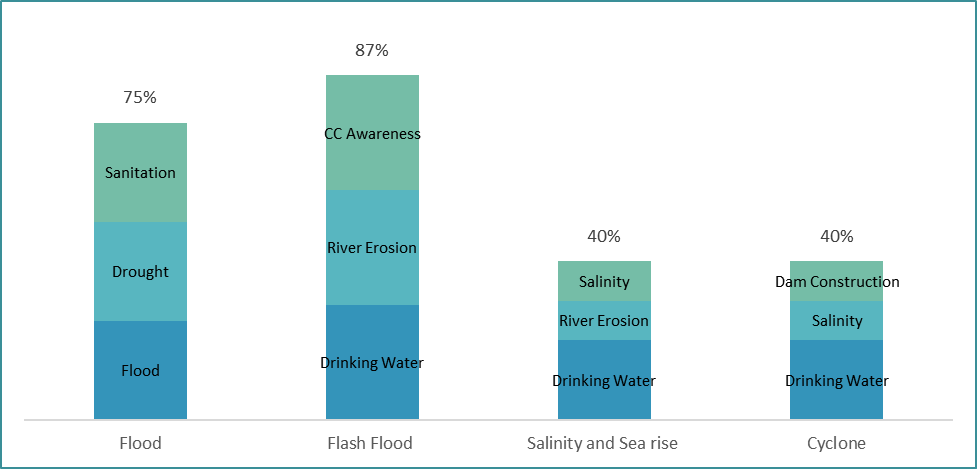 87%
75%
CC Awareness
Sanitation
River Erosion
40%
40%
Drought
Salinity
Dam Construction
River Erosion
Salinity
Flood
Drinking Water
Drinking Water
Drinking Water
Flood
Flash Flood
Salinity and Sea rise
Cyclone